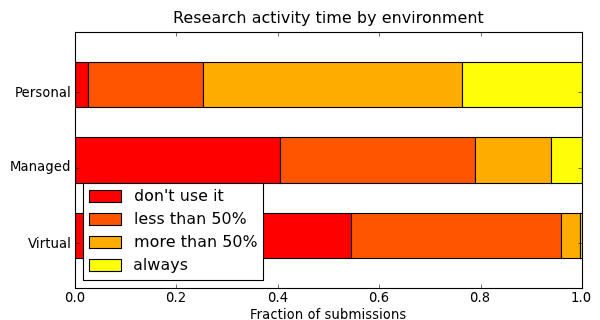 Research activity time by environment
Personal
Managed
Virtual
don't use it
less than 50%
more than 50%
always
0.0 0.2 0.4 0.6 0.8 1.0
Fraction of submissions